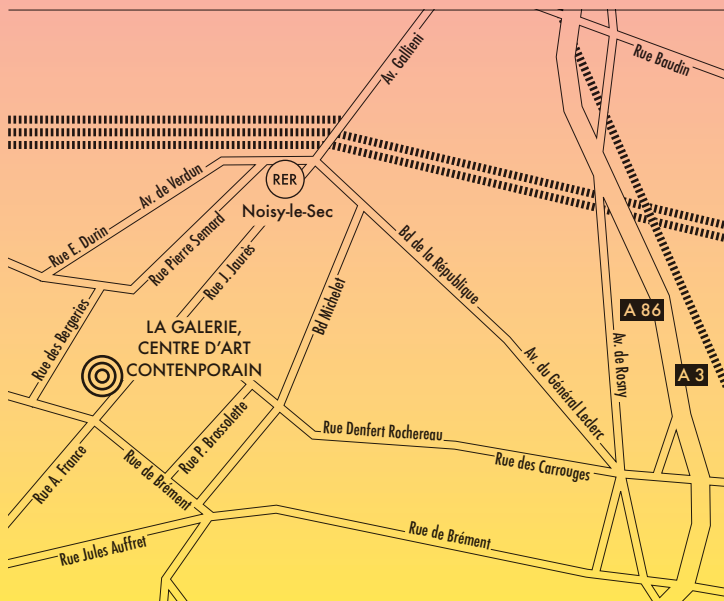 Av. Gallieni
Rue Baudin
RER
Noisy-le-Sec
Av. de Verdun
Rue E. Durin
Rue Pierre Semard
Rue J. Jaurès
Bd de la République
Bd Michelet
Rue des Bergeries
LA GALERIE,
CENTRE D'ART
CONTENPORAIN
A 86
A 3
Av. de Rosny
Av. du Général Leclerc
Rue Denfert Rochereau
Rue des Carrouges
Rue P. Brossolette
Rue A. France
Rue de Brément
Rue de Brément
Rue Jules Auffret